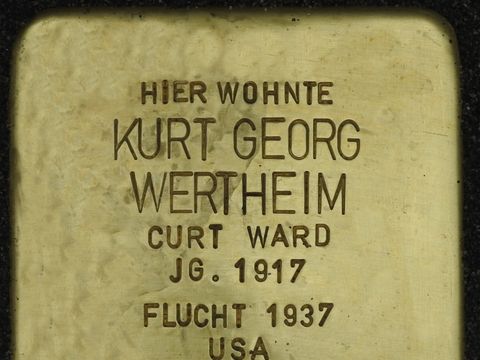 HIER WOHNTE
KURT GEORG
WERTHEIM
CURT WARD
JG. 1917
FLUCHT 1937
USA